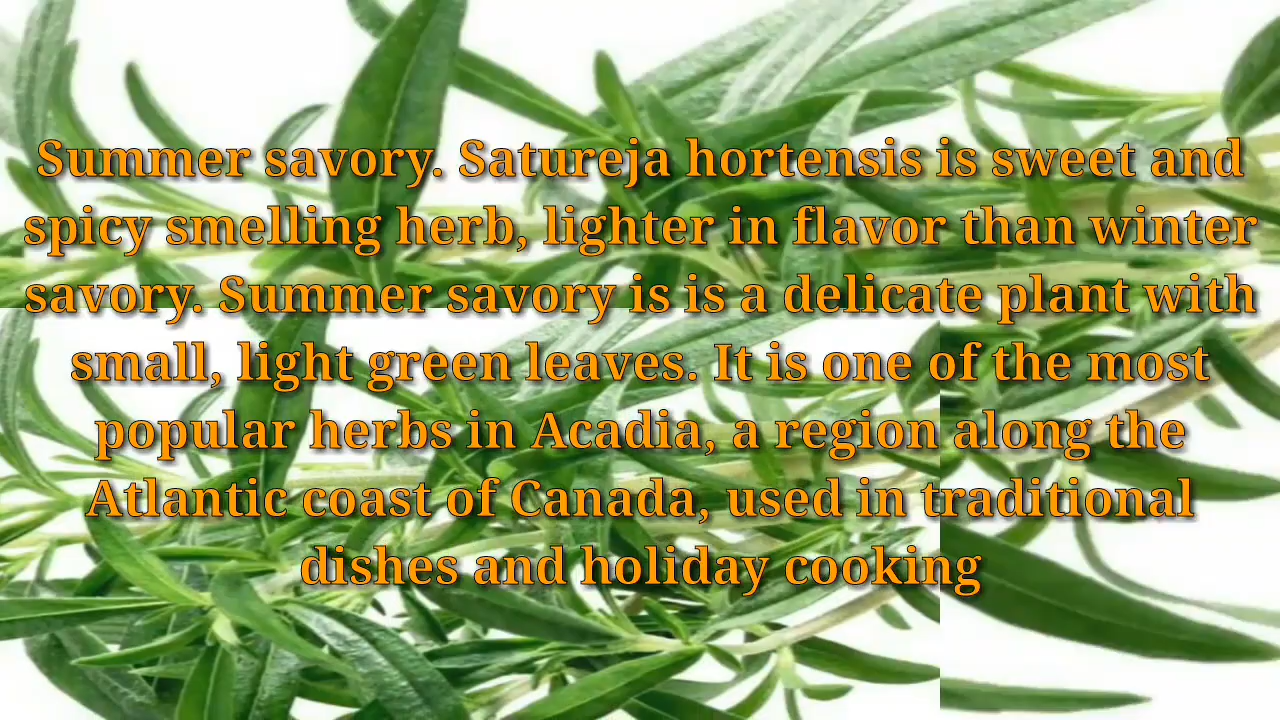 Summer savory. Satureja hortensis is sweet and
spicy smelling herb, lighter in flavor than winter
savory. Summer savory is is a delicate plant with
small, light green leaves. It is one of the most
popular herbs in Acadia, a region along the
Atlantic coast of Canada, used in traditional
dishes and holiday cooking